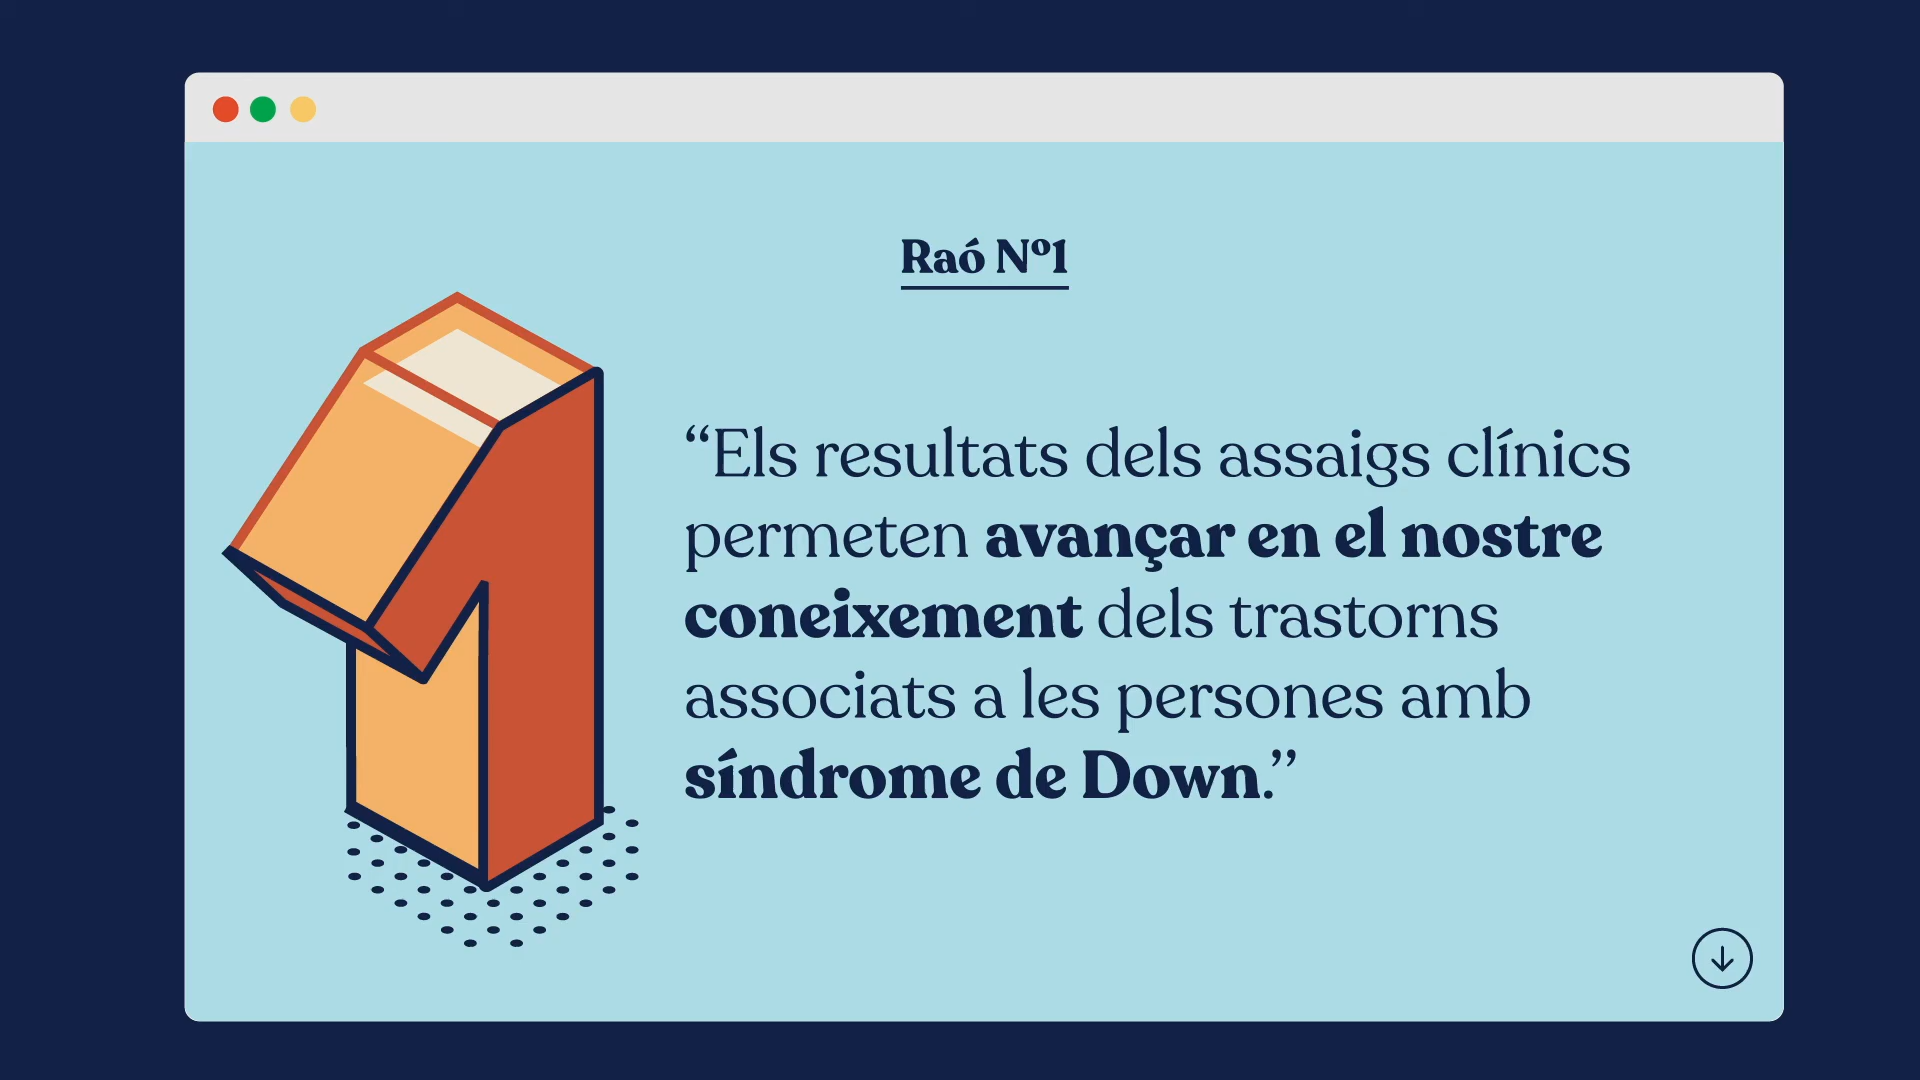 Raó Nº1
“Els resultats dels assaigs clínics
permeten avançar en el nostre
coneixement dels trastorns
associats a les persones amb
síndrome de Down.”